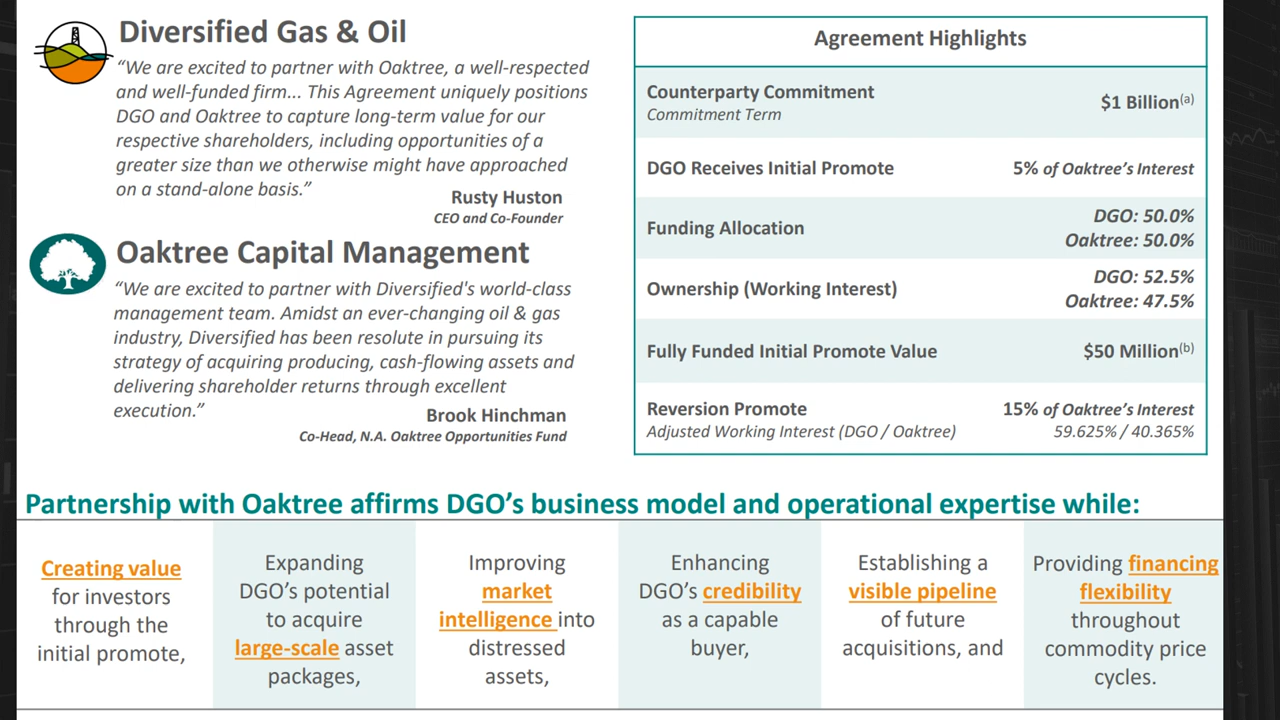 Diversified Gas & Oil
“We are excited to partner with Oaktree, a well-respected
and well-funded firm... This Agreement uniquely positions
DGO and Oaktree to capture long-term value for our
respective shareholders, including opportunities of a
greater size than we otherwise might have approached
on a stand-alone basis.”
Rusty Huston
CEO and Co-Founder
Oaktree Capital Management
“We are excited to partner with Diversified's world-class
management team. Amidst an ever-changing oil & gas
industry, Diversified has been resolute in pursuing its
strategy of acquiring producing, cash-flowing assets and
delivering shareholder returns through excellent
execution.”
Brook Hinchman
Co-Head, N.A. Oaktree Opportunities Fund
Agreement Highlights
Counterparty Commitment
Commitment Term
$1 Billion(a)
DGO Receives Initial Promote
5% of Oaktree’s Interest
Funding Allocation
DGO: 50.0%
Oaktree: 50.0%
Ownership (Working Interest)
DGO: 52.5%
Oaktree: 47.5%
Fully Funded Initial Promote Value
$50 Million(b)
Reversion Promote
Adjusted Working Interest (DGO / Oaktree)
15% of Oaktree’s Interest
59.625% / 40.365%
Partnership with Oaktree affirms DGO’s business model and operational expertise while:
Creating value
for investors
through the
initial promote,
Expanding
DGO’s potential
to acquire
large-scale asset
packages,
Improving
market
intelligence into
distressed
assets,
Enhancing
DGO’s credibility
as a capable
buyer,
Establishing a
visible pipeline
of future
acquisitions, and
Providing financing
flexibility
throughout
commodity price
cycles.